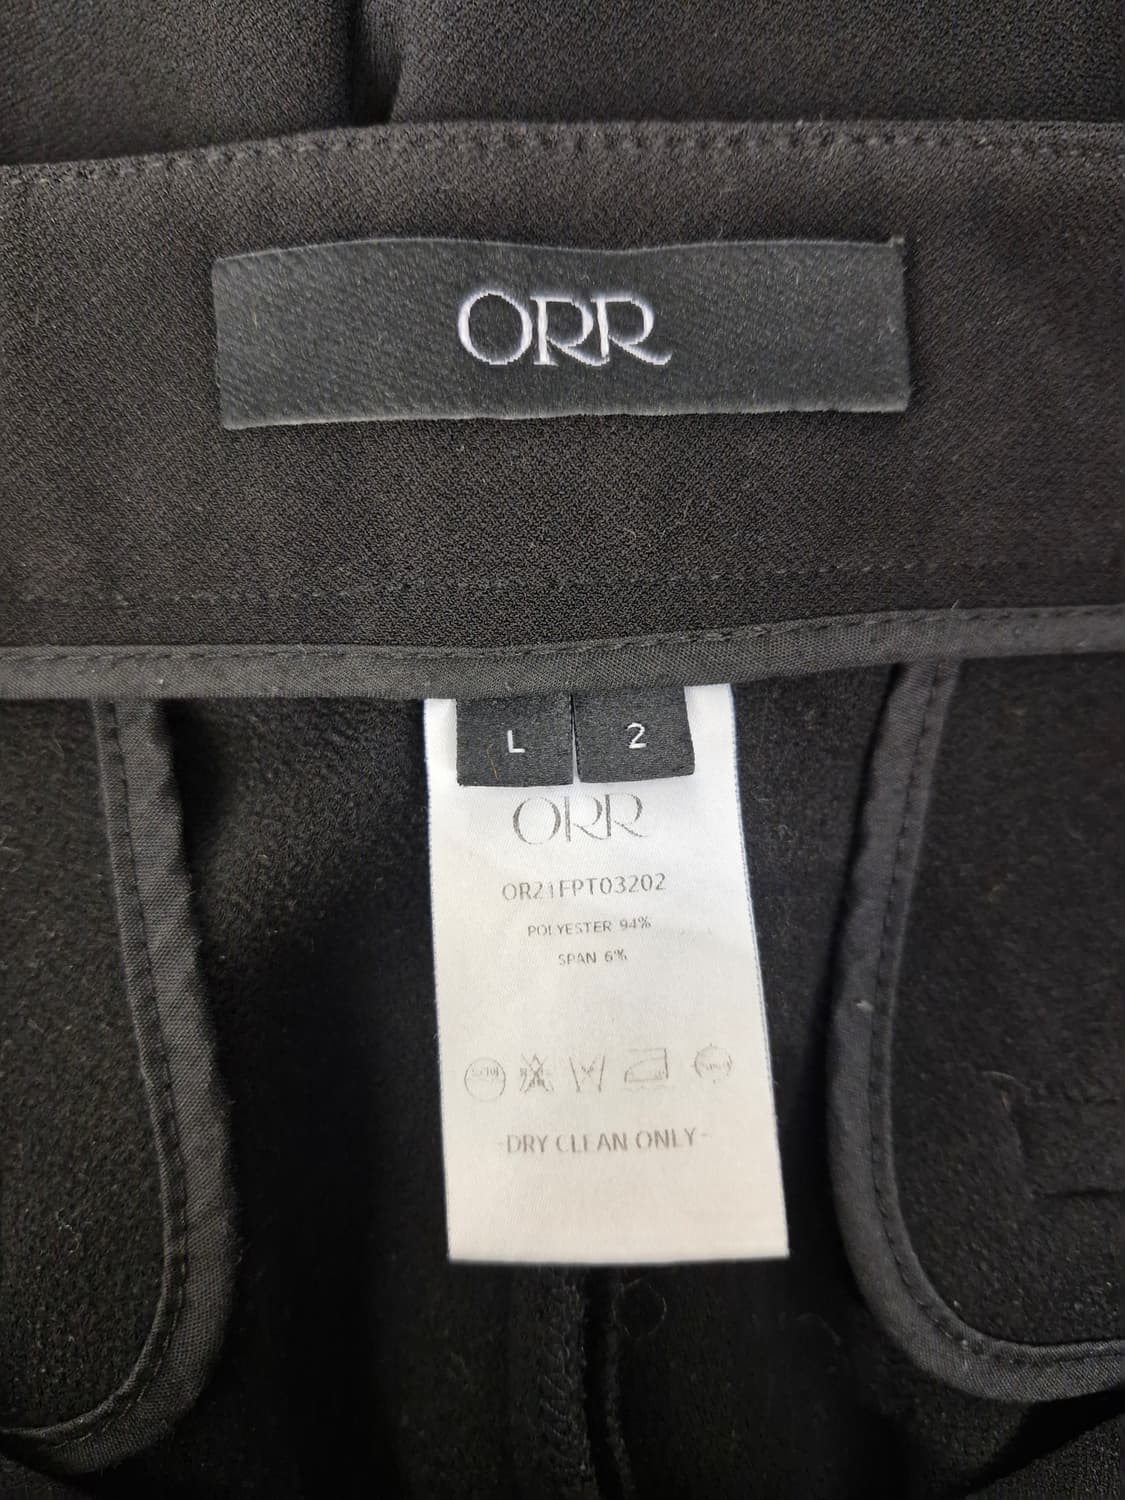 ORR
L 2
ORR
OR21FPT03202
POLYESTER 94%
SPAN 6%
-DRY CLEAN ONLY-